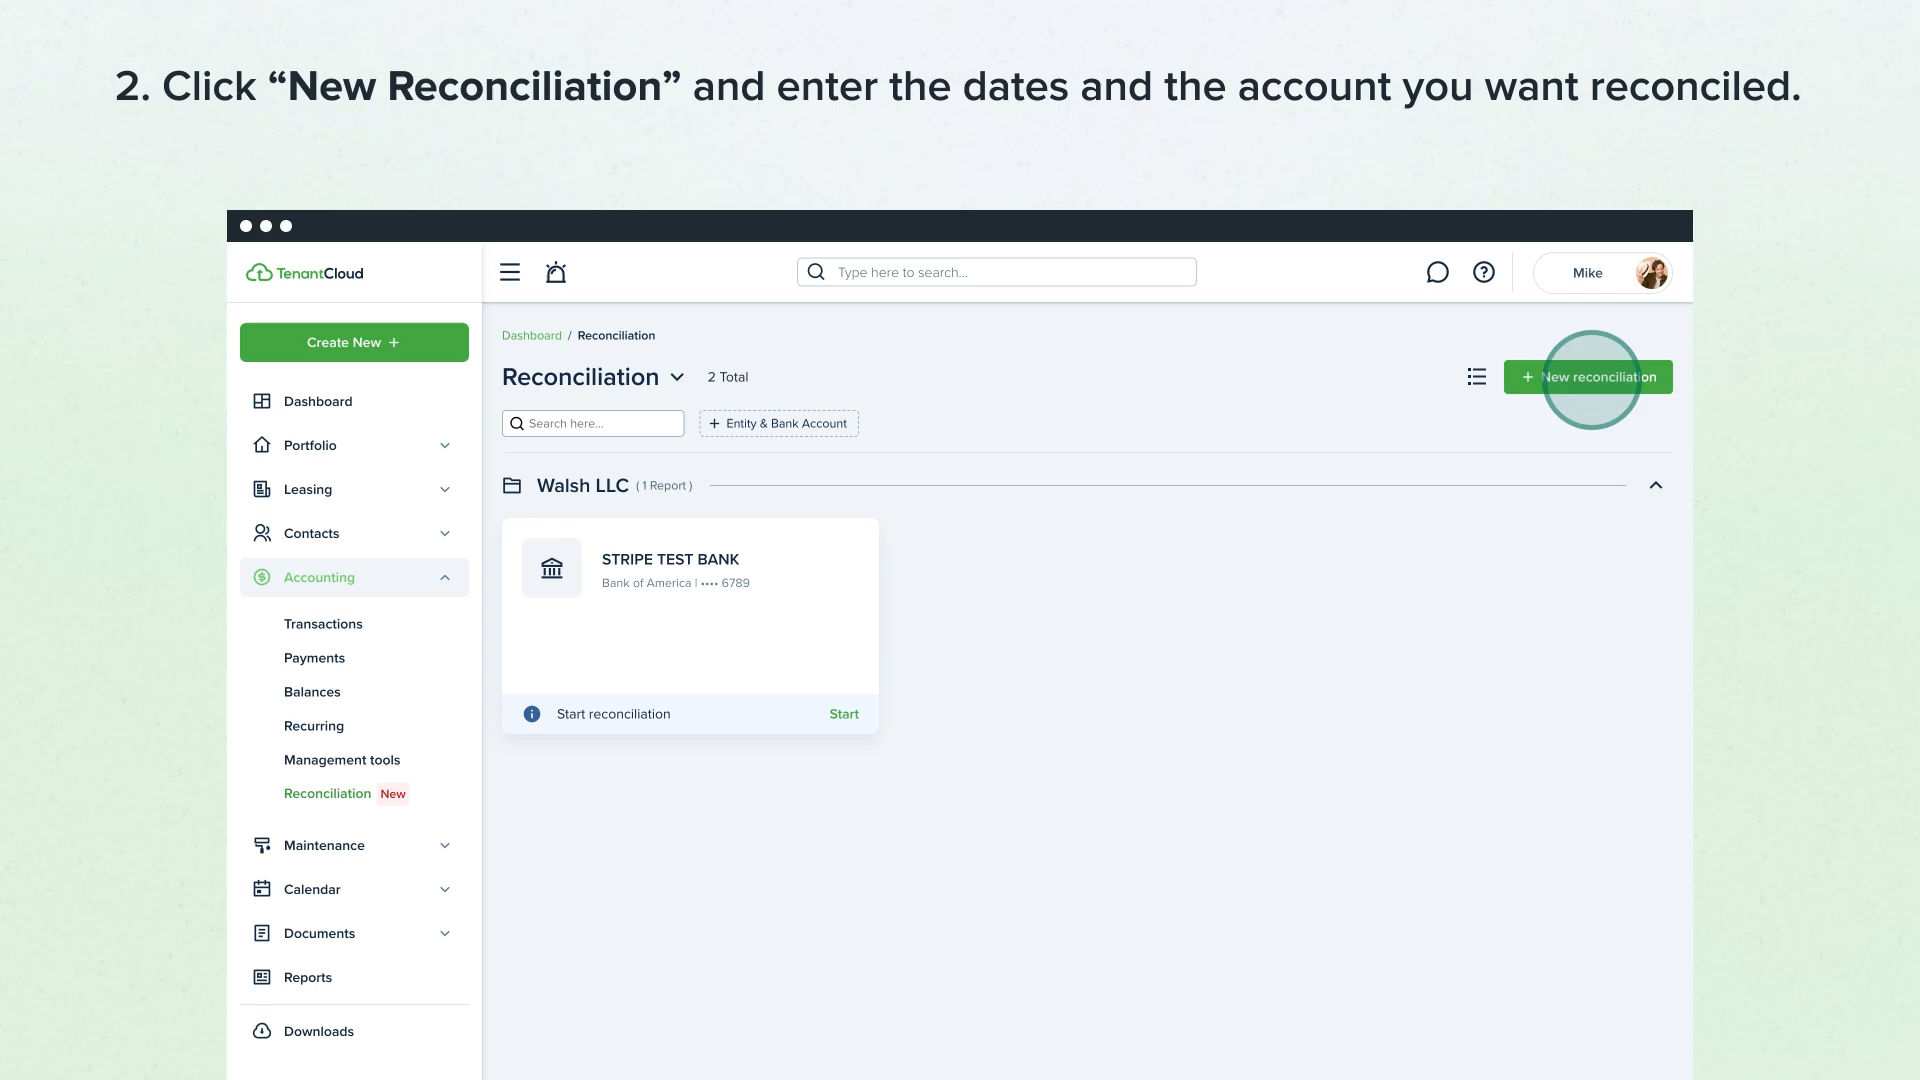 2. Click “New Reconciliation” and enter the dates and the account you want reconciled.
TenantCloud
Type here to search...
Mike
Create New +
Dashboard
Portfolio
Leasing
Contacts
Accounting
Transactions
Payments
Balances
Recurring
Management tools
Reconciliation New
Maintenance
Calendar
Documents
Reports
Downloads
Dashboard / Reconciliation
Reconciliation 2 Total
+ New reconciliation
Search here...
+ Entity & Bank Account
Walsh LLC ( 1 Report )
STRIPE TEST BANK
Bank of America | •••• 6789
Start reconciliation Start